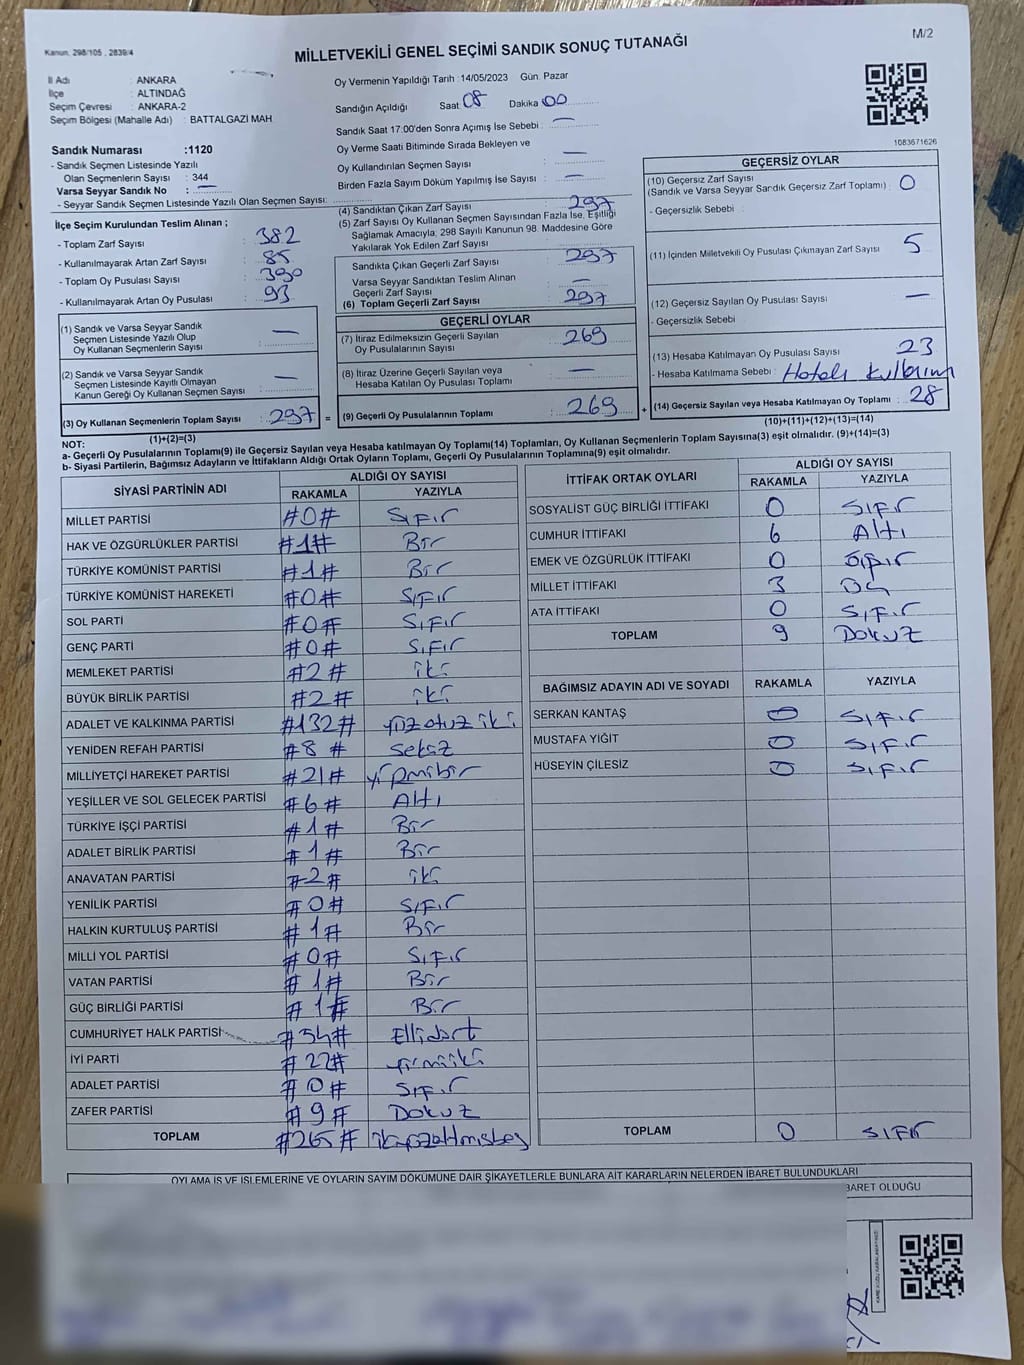 Kanun. 298/105 , 2839/4
M/2
MİLLETVEKİLİ GENEL SEÇİMİ SANDIK SONUÇ TUTANAĞI
İl Adı : ANKARA
İlçe : ALTINDAĞ
Seçim Çevresi : ANKARA-2
Seçim Bölgesi (Mahalle Adı) : BATTALGAZİ MAH
Oy Vermenin Yapıldığı Tarih :14/05/2023 Gün: Pazar
Sandığın Açıldığı Saat: 08 Dakika 00
Sandık Saat 17:00'den Sonra Açımış İse Sebebi : —
Oy Verme Saati Bitiminde Sırada Bekleyen ve
Oy Kullandırılan Seçmen Sayısı : —
Birden Fazla Sayım Döküm Yapılmış İse Sayısı : —
1083671626
Sandık Numarası :1120
- Sandık Seçmen Listesinde Yazılı
Olan Seçmenlerin Sayısı : 344
Varsa Seyyar Sandık No : —
- Seyyar Sandık Seçmen Listesinde Yazılı Olan Seçmen Sayısı:
İlçe Seçim Kurulundan Teslim Alınan ;
- Toplam Zarf Sayısı : 382
- Kullanılmayarak Artan Zarf Sayısı : 85
- Toplam Oy Pusulası Sayısı : 390
- Kullanılmayarak Artan Oy Pusulası : 93
(1) Sandık ve Varsa Seyyar Sandık
Seçmen Listesinde Yazılı Olup
Oy Kullanan Seçmenlerin Sayısı : —
(2) Sandık ve Varsa Seyyar Sandık
Seçmen Listesinde Kayıtlı Olmayan
Kanun Gereği Oy Kullanan Seçmen Sayısı : —
(3) Oy Kullanan Seçmenlerin Toplam Sayısı : 297 =
(1)+(2)=(3)
(4) Sandıktan Çıkan Zarf Sayısı : 297
(5) Zarf Sayısı Oy Kullanan Seçmen Sayısından Fazla İse, Eşitliği
Sağlamak Amacıyla, 298 Sayılı Kanunun 98. Maddesine Göre
Yakılarak Yok Edilen Zarf Sayısı
Sandıkta Çıkan Geçerli Zarf Sayısı : 297
Varsa Seyyar Sandıktan Teslim Alınan
Geçerli Zarf Sayısı : —
(6) Toplam Geçerli Zarf Sayısı : 297
GEÇERLİ OYLAR
(7) İtiraz Edilmeksizin Geçerli Sayılan
Oy Pusulalarının Sayısı : 269
(8) İtiraz Üzerine Geçerli Sayılan veya
Hesaba Katılan Oy Pusulası Toplamı : —
(9) Geçerli Oy Pusulalarının Toplamı : 269 +
GEÇERSİZ OYLAR
(10) Geçersiz Zarf Sayısı
(Sandık ve Varsa Seyyar Sandık Geçersiz Zarf Toplamı) : 0
- Geçersizlik Sebebi :
(11) İçinden Milletvekili Oy Pusulası Çıkmayan Zarf Sayısı : 5
(12) Geçersiz Sayılan Oy Pusulası Sayısı : —
- Geçersizlik Sebebi
(13) Hesaba Katılmayan Oy Pusulası Sayısı : 23
- Hesaba Katılmama Sebebi : Hatalı Kullanım
(14) Geçersiz Sayılan veya Hesaba Katılmayan Oy Toplamı : 28
(10)+(11)+(12)+(13)=(14)
NOT:
a- Geçerli Oy Pusulalarının Toplamı(9) ile Geçersiz Sayılan veya Hesaba katılmayan Oy Toplamı(14) Toplamları, Oy Kullanan Seçmenlerin Toplam Sayısına(3) eşit olmalıdır. (9)+(14)=(3)
b- Siyasi Partilerin, Bağımsız Adayların ve İttifakların Aldığı Ortak Oyların Toplamı, Geçerli Oy Pusulalarının Toplamına(9) eşit olmalıdır.
SİYASİ PARTİNİN ADI ALDIĞI OY SAYISI
RAKAMLA YAZIYLA
MİLLET PARTİSİ #0# Sıfır
HAK VE ÖZGÜRLÜKLER PARTİSİ #1# Bir
TÜRKİYE KOMÜNİST PARTİSİ #1# Bir
TÜRKİYE KOMÜNİST HAREKETİ #0# Sıfır
SOL PARTİ #0# Sıfır
GENÇ PARTİ #0# Sıfır
MEMLEKET PARTİSİ #2# iki
BÜYÜK BİRLİK PARTİSİ #2# iki
ADALET VE KALKINMA PARTİSİ #132# yüzotuziki
YENİDEN REFAH PARTİSİ #8# Sekiz
MİLLİYETÇİ HAREKET PARTİSİ #21# yirmibir
YEŞİLLER VE SOL GELECEK PARTİSİ #6# Altı
TÜRKİYE İŞÇİ PARTİSİ #1# Bir
ADALET BİRLİK PARTİSİ #1# Bir
ANAVATAN PARTİSİ #2# iki
YENİLİK PARTİSİ #0# Sıfır
HALKIN KURTULUŞ PARTİSİ #1# Bir
MİLLİ YOL PARTİSİ #0# Sıfır
VATAN PARTİSİ #1# Bir
GÜÇ BİRLİĞİ PARTİSİ #1# Bir
CUMHURİYET HALK PARTİSİ #54# Ellidört
İYİ PARTİ #22# yirmiiki
ADALET PARTİSİ #0# Sıfır
ZAFER PARTİSİ #9# Dokuz
TOPLAM #265# ikiyüzaltmışbeş
İTTİFAK ORTAK OYLARI ALDIĞI OY SAYISI
RAKAMLA YAZIYLA
SOSYALİST GÜÇ BİRLİĞİ İTTİFAKI 0 Sıfır
CUMHUR İTTİFAKI 6 Altı
EMEK VE ÖZGÜRLÜK İTTİFAKI 0 Sıfır
MİLLET İTTİFAKI 3 Üç
ATA İTTİFAKI 0 Sıfır
TOPLAM 9 Dokuz
BAĞIMSIZ ADAYIN ADI VE SOYADI RAKAMLA YAZIYLA
SERKAN KANTAŞ 0 Sıfır
MUSTAFA YİĞİT 0 Sıfır
HÜSEYİN ÇİLESİZ 0 Sıfır
TOPLAM 0 SIFIR
OYLAMA İŞ VE İŞLEMLERİNE VE OYLARIN SAYIM DÖKÜMÜNE DAİR ŞİKAYETLERLE BUNLARA AİT KARARLARIN NELERDEN İBARET BULUNDUKLARI
BARET OLDUĞU